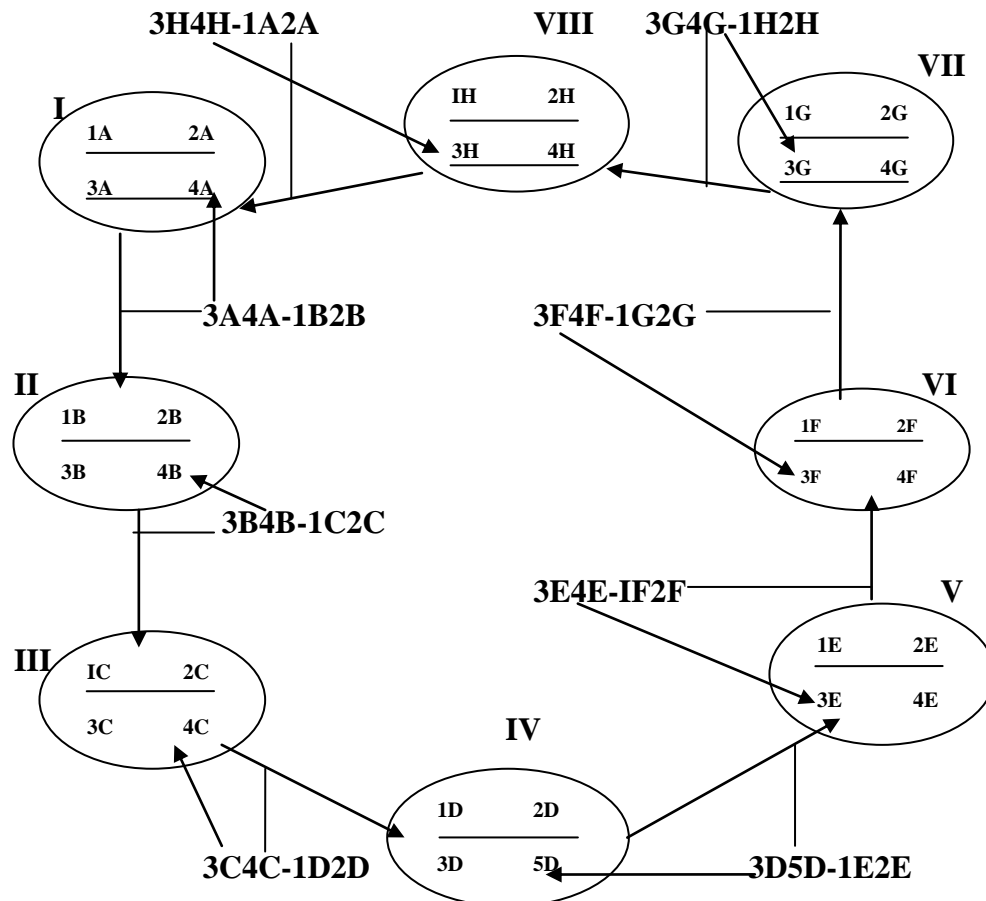 3H4H-1A2A VIII 3G4G-1H2H
VII
I
IH 2H
1A 2A
1G 2G
3H 4H
3A 4A
3G 4G
3A4A-1B2B 3F4F-1G2G
II VI
1B 2B
1F 2F
3B 4B
3F 4F
3B4B-1C2C
3E4E-IF2F V
III
IC 2C
1E 2E
3C 4C
3E 4E
IV
1D 2D
3D 5D
3C4C-1D2D 3D5D-1E2E